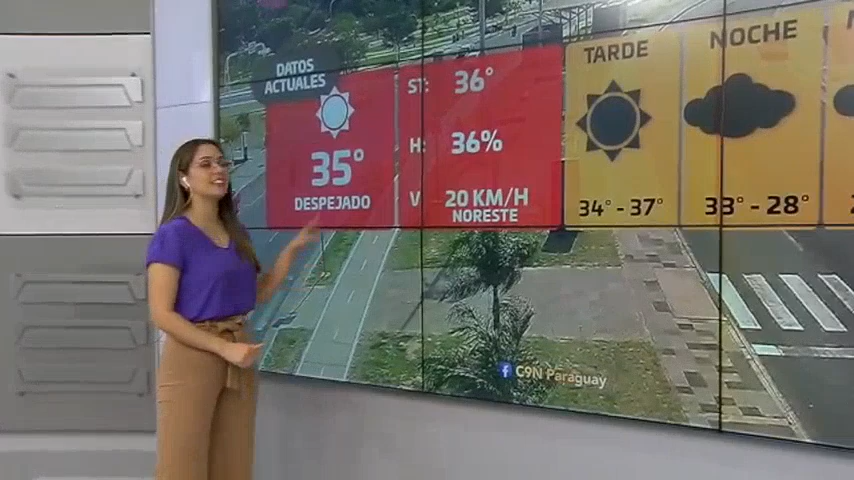 DATOS
ACTUALES
35°
DESPEJADO
ST: 36°
H: 36%
V 20 KM/H
NORESTE
TARDE
34° - 37°
NOCHE
33° - 28°
C9N Paraguay